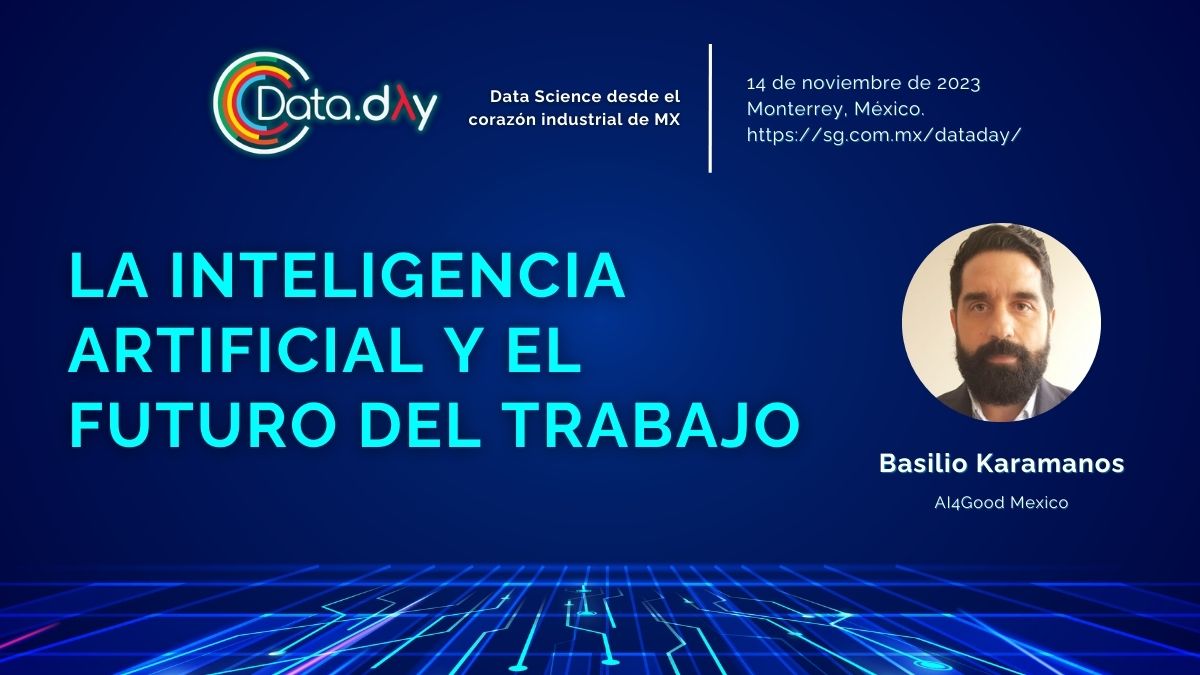 Data.day
Data Science desde el
corazón industrial de MX
14 de noviembre de 2023
Monterrey, México.
https://sg.com.mx/dataday/
LA INTELIGENCIA
ARTIFICIAL Y EL
FUTURO DEL TRABAJO
Basilio Karamanos
AI4Good Mexico